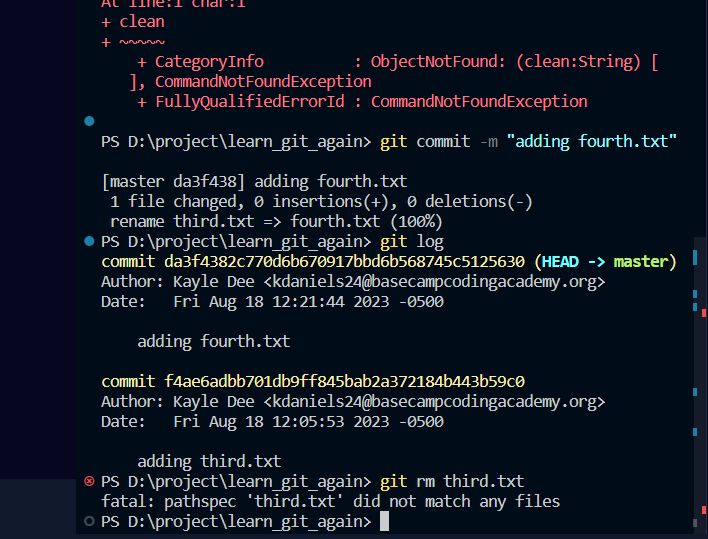 At line:1 char:1
+ clean
+ ~~~~~
+ CategoryInfo : ObjectNotFound: (clean:String) [
], CommandNotFoundException
+ FullyQualifiedErrorId : CommandNotFoundException
PS D:\project\learn_git_again> git commit -m "adding fourth.txt"
[master da3f438] adding fourth.txt
1 file changed, 0 insertions(+), 0 deletions(-)
rename third.txt => fourth.txt (100%)
PS D:\project\learn_git_again> git log
commit da3f4382c770d6b670917bbd6b568745c5125630 (HEAD -> master)
Author: Kayle Dee <kdaniels24@basecampcodingacademy.org>
Date: Fri Aug 18 12:21:44 2023 -0500
adding fourth.txt
commit f4ae6adbb701db9ff845bab2a372184b443b59c0
Author: Kayle Dee <kdaniels24@basecampcodingacademy.org>
Date: Fri Aug 18 12:05:53 2023 -0500
adding third.txt
PS D:\project\learn_git_again> git rm third.txt
fatal: pathspec 'third.txt' did not match any files
PS D:\project\learn_git_again>